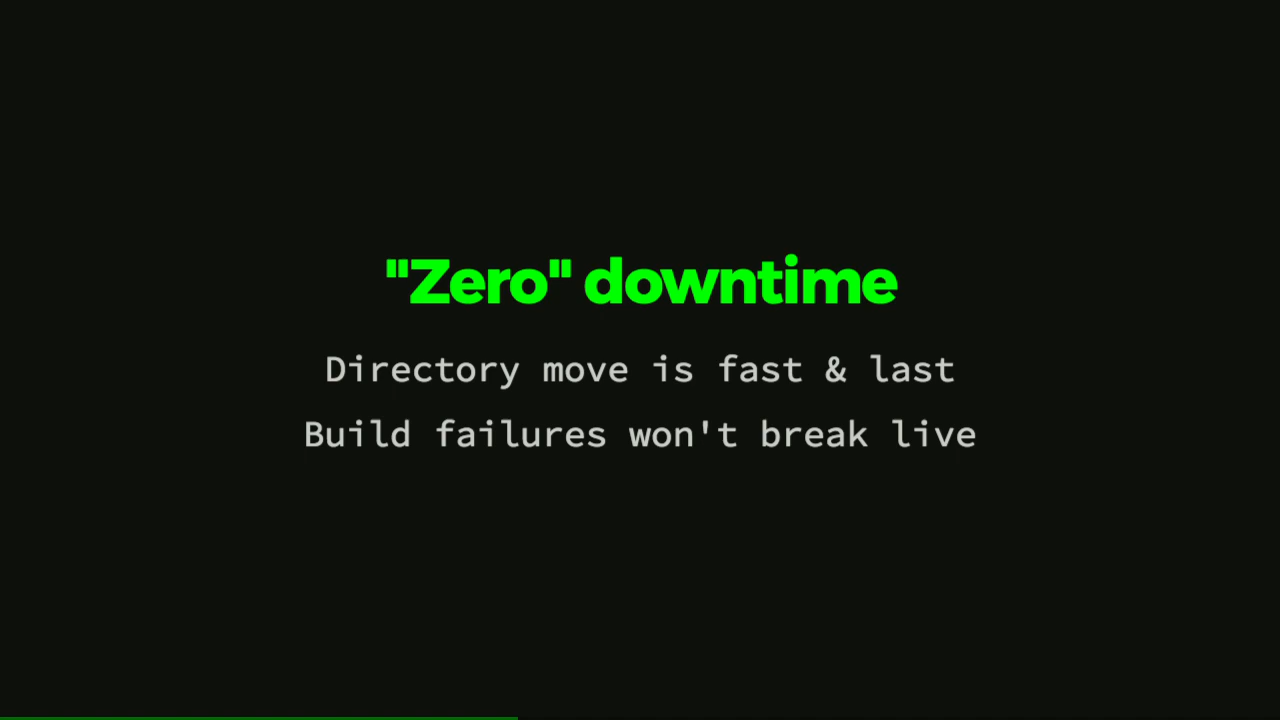 "Zero" downtime
Directory move is fast & last
Build failures won't break live